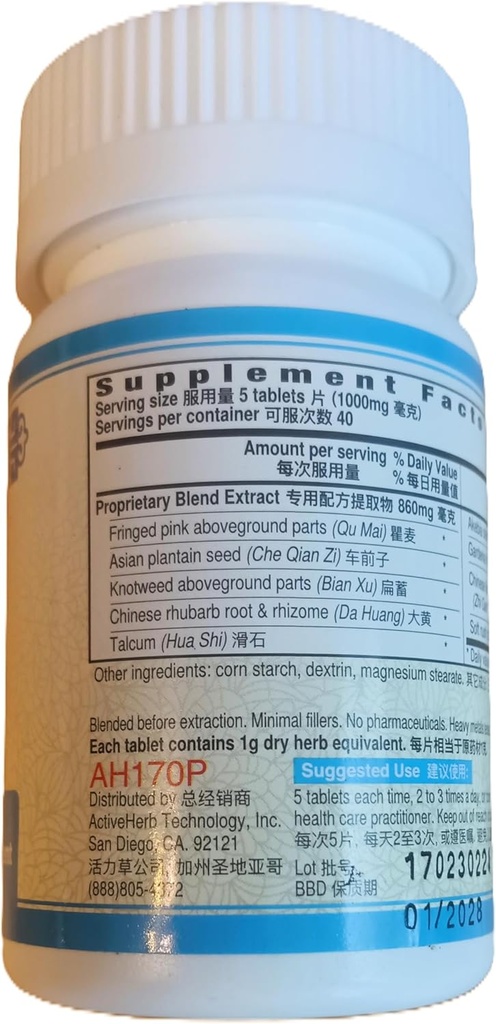 Supplement Facts
Serving size 服用量 5 tablets 片 (1000mg 毫克)
Servings per container 可服次数 40
Amount per serving % Daily Value
每次服用量 % 每日用量值
Proprietary Blend Extract 专用配方提取物 860mg 毫克
Fringed pink aboveground parts (Qu Mai) 瞿麦 *
Asian plantain seed (Che Qian Zi) 车前子 *
Knotweed aboveground parts (Bian Xu) 扁蓄 *
Chinese rhubarb root & rhizome (Da Huang) 大黄 *
Talcum (Hua Shi) 滑石 *
* Daily
Other ingredients: corn starch, dextrin, magnesium stearate.
Blended before extraction. Minimal fillers. No pharmaceuticals. Heavy metals
Each tablet contains 1g dry herb equivalent. 每片相当于原药材1克.
AH170P
Distributed by 总经销商
ActiveHerb Technology, Inc.
San Diego, CA. 92121
活力草公司, 加州圣地亚哥
(888)805-4372
Suggested Use 建议使用:
5 tablets each time, 2 to 3 times a day, or
health care practitioner. Keep out of reach
每次5片, 每天2至3次, 或遵医嘱.
Lot 批号: 170230224
BBD 保质期 01/2028